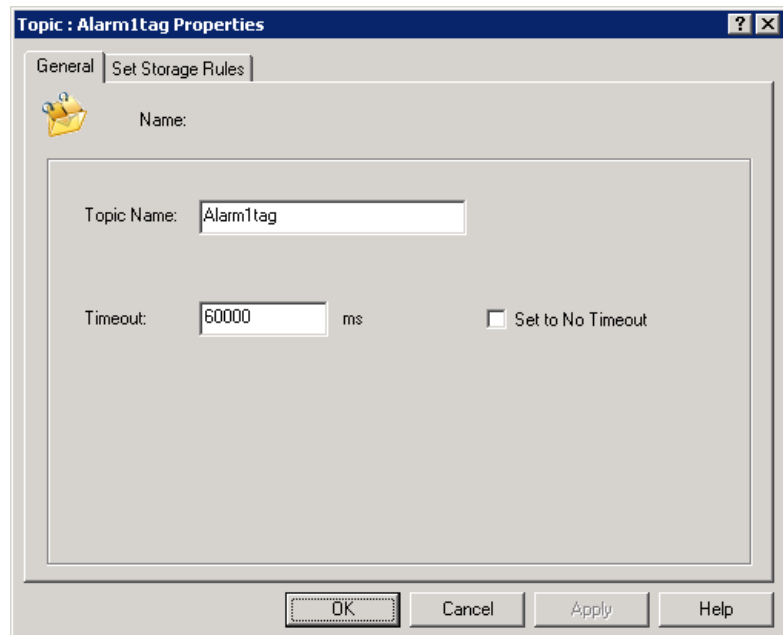 Topic : Alarm1tag Properties
General Set Storage Rules
Name:
Topic Name: Alarm1tag
Timeout: 60000 ms Set to No Timeout
OK Cancel Apply Help